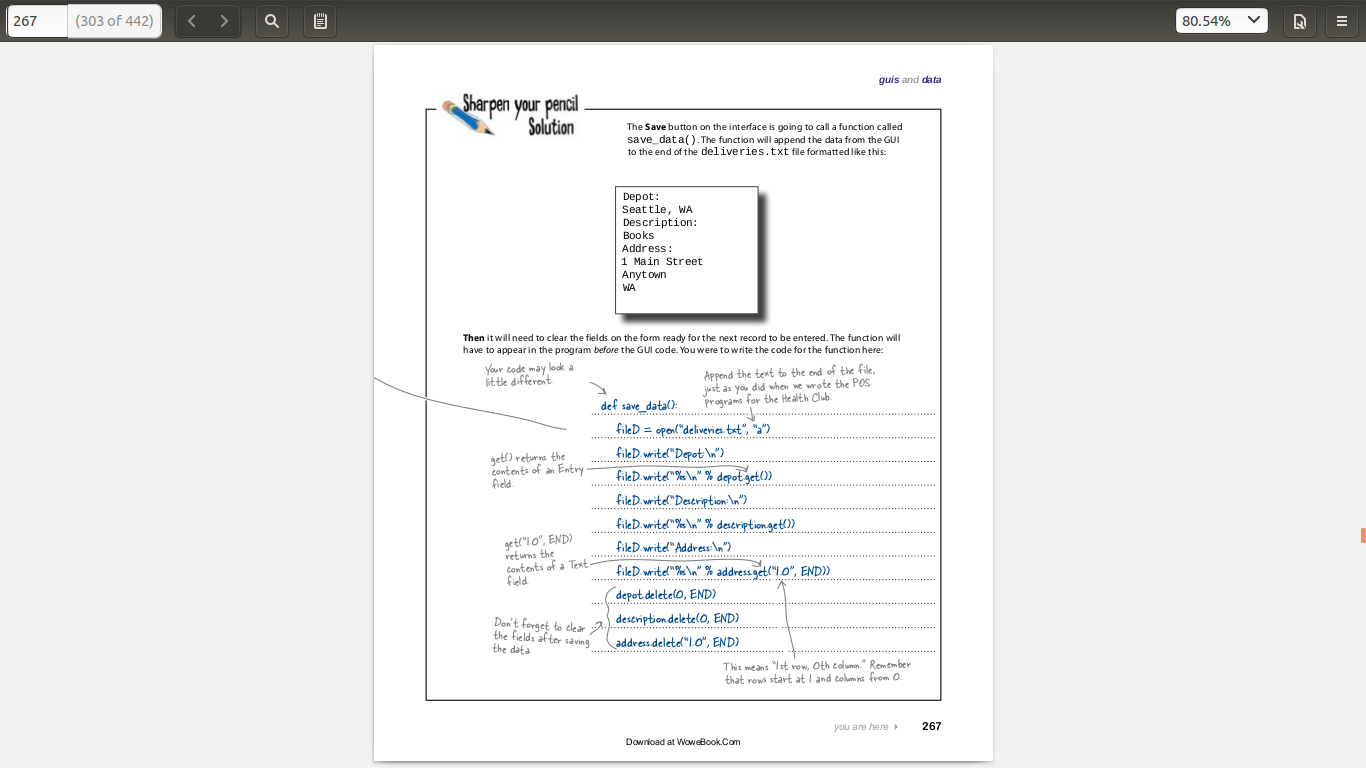 267 (303 of 442) 80.54%
guis and data
Sharpen your pencil
Solution
The Save button on the interface is going to call a function called
save_data(). The function will append the data from the GUI
to the end of the deliveries.txt file formatted like this:
Depot:
Seattle, WA
Description:
Books
Address:
1 Main Street
Anytown
WA
Then it will need to clear the fields on the form ready for the next record to be entered. The function will
have to appear in the program before the GUI code. You were to write the code for the function here:
Your code may look a
little different.
Append the text to the end of the file,
just as you did when we wrote the POS
programs for the Health Club.
def save_data():
fileD = open("deliveries.txt", "a")
fileD.write("Depot:\n")
get() returns the
contents of an Entry
field.
fileD.write("%s\n" % depot.get())
fileD.write("Description:\n")
fileD.write("%s\n" % description.get())
get("1.0", END)
returns the
contents of a Text
field.
fileD.write("Address:\n")
fileD.write("%s\n" % address.get("1.0", END))
depot.delete(0, END)
description.delete(0, END)
address.delete("1.0", END)
Don't forget to clear
the fields after saving
the data.
This means "1st row, 0th column." Remember
that rows start at 1 and columns from 0.
you are here 267
Download at WoweBook.Com